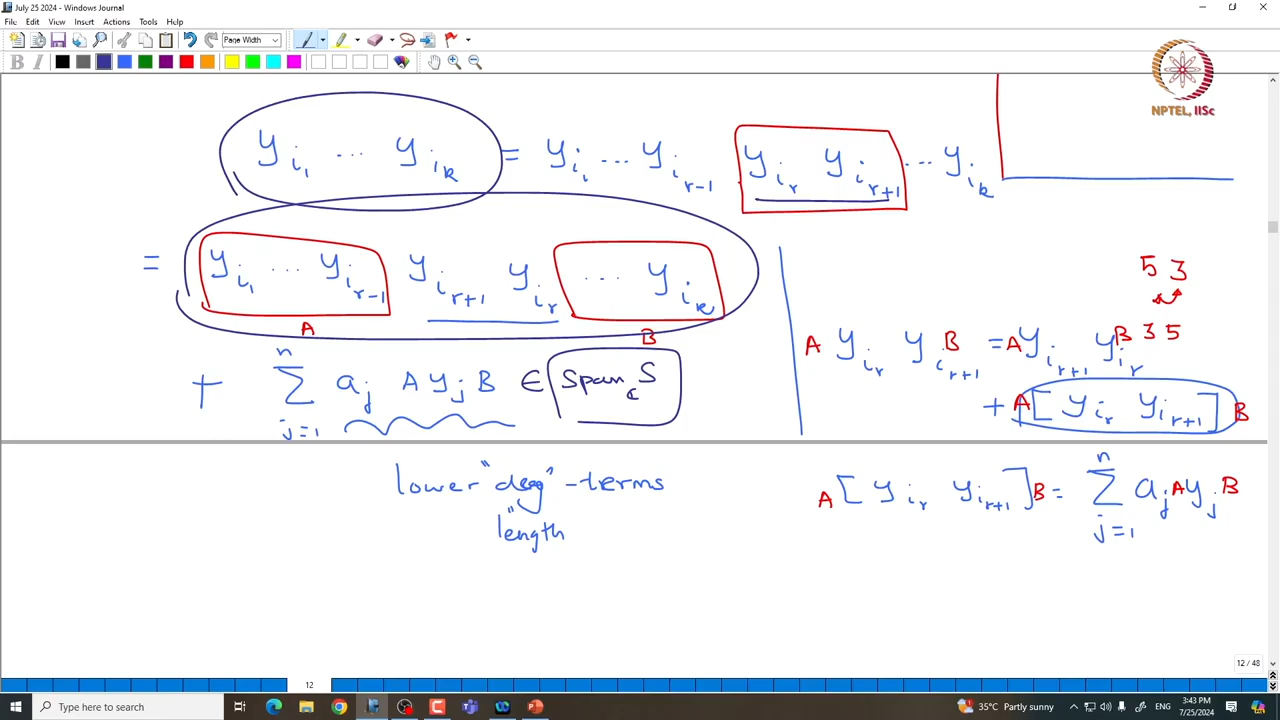 July 25 2024 - Windows Journal
File Edit View Insert Actions Tools Help
Page Width
NPTEL, IISc
y_{i_1} ... y_{i_k} = y_{i_1} ... y_{i_{r-1}} y_{i_r} y_{i_{r+1}} ... y_{i_k}
= y_{i_1} ... y_{i_{r-1}} y_{i_{r+1}} y_{i_r} ... y_{i_k}
A B
+ \sum_{j=1}^{n} a_j A y_j B ∈ Span_{ℂ} S
lower "deg" - terms
"length
5 3
3 5
A y_{i_r} y_{i_{r+1}} B = A y_{i_{r+1}} y_{i_r} B
+ A [ y_{i_r} y_{i_{r+1}} ] B
A [ y_{i_r} y_{i_{r+1}} ] B = \sum_{j=1}^{n} a_j A y_j B
12 / 48
12
Type here to search
35°C Partly sunny
ENG
3:43 PM
7/25/2024